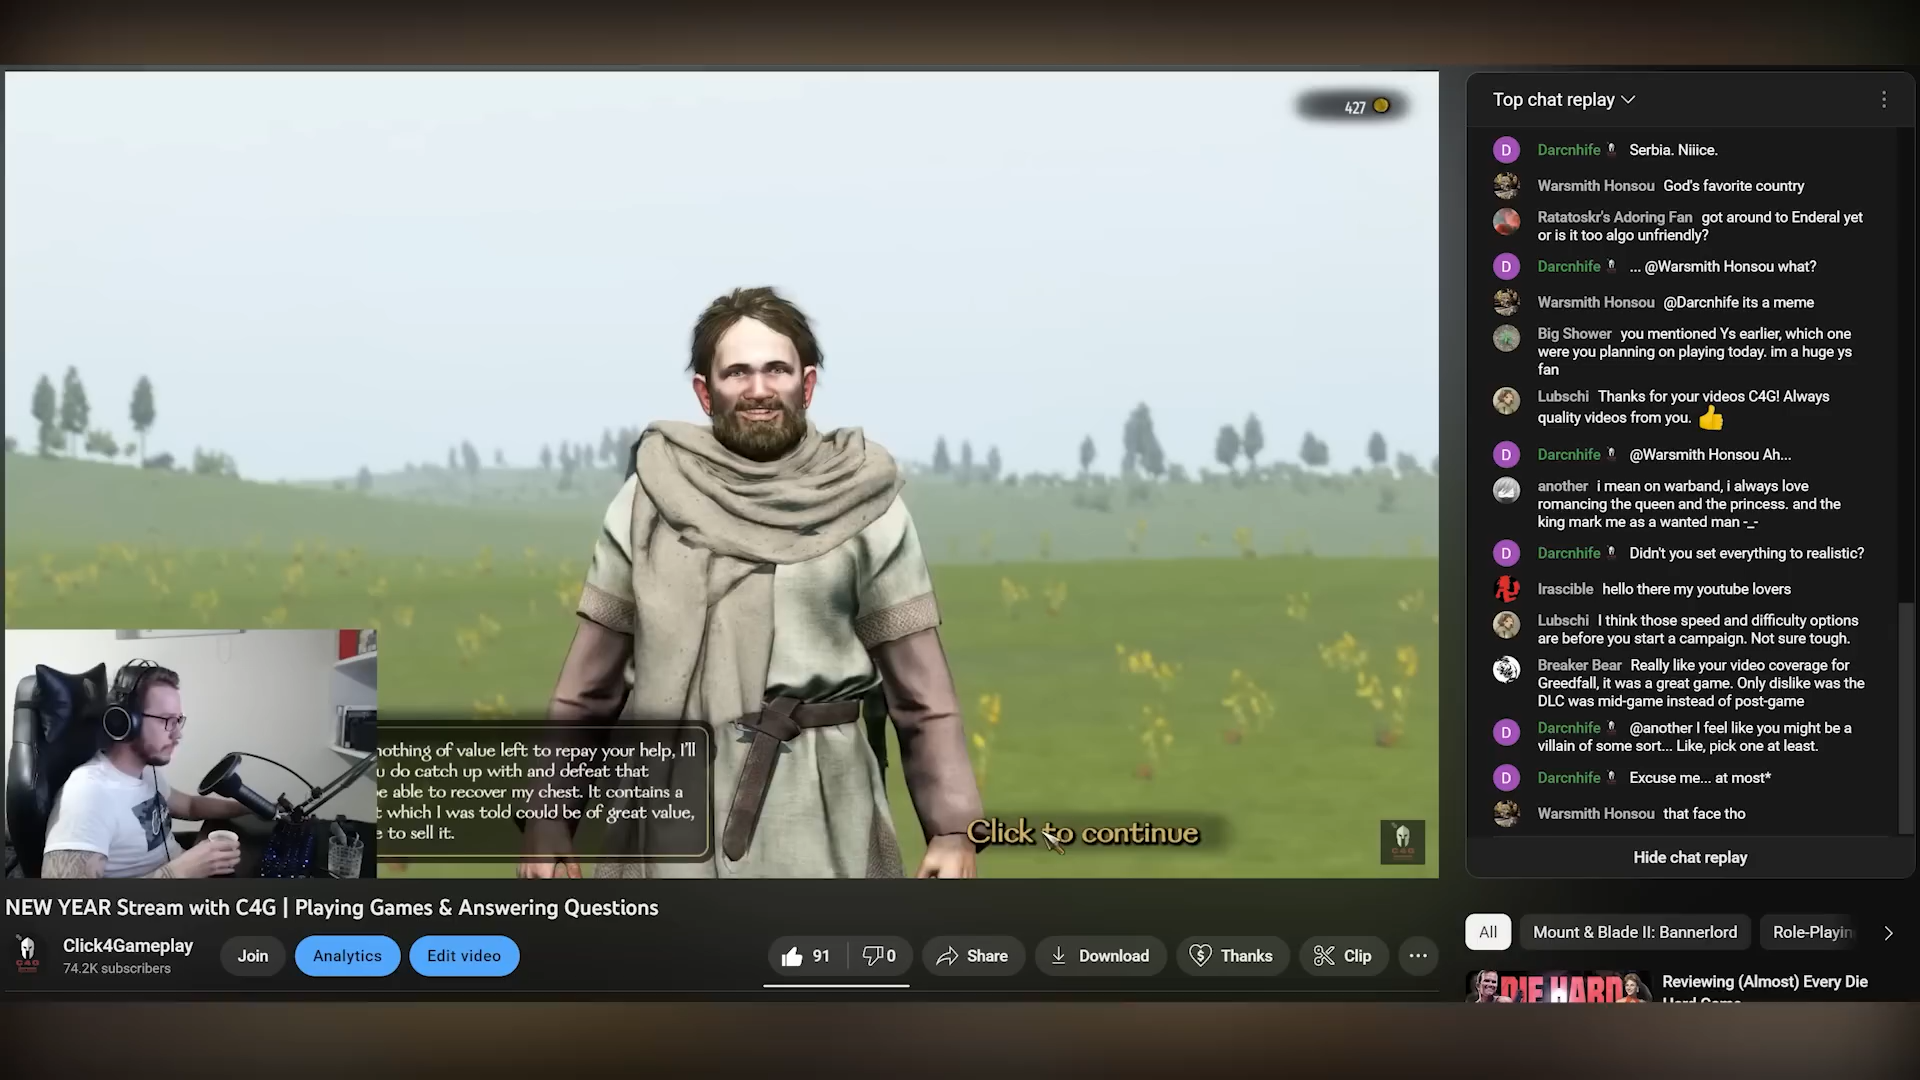 427
nothing of value left to repay your help, I'll
u do catch up with and defeat that
be able to recover my chest. It contains a
t which I was told could be of great value,
e to sell it.
Click to continue
C4G
NEW YEAR Stream with C4G | Playing Games & Answering Questions
Click4Gameplay
74.2K subscribers
Join
Analytics
Edit video
91
0
Share
Download
Thanks
Clip
Top chat replay
D Darcnhife Serbia. Niiice.
Warsmith Honsou God's favorite country
Ratatoskr's Adoring Fan got around to Enderal yet
or is it too algo unfriendly?
D Darcnhife ... @Warsmith Honsou what?
Warsmith Honsou @Darcnhife its a meme
Big Shower you mentioned Ys earlier, which one
were you planning on playing today. im a huge ys
fan
Lubschi Thanks for your videos C4G! Always
quality videos from you. 👍
D Darcnhife @Warsmith Honsou Ah...
another i mean on warband, i always love
romancing the queen and the princess. and the
king mark me as a wanted man -_-
D Darcnhife Didn't you set everything to realistic?
Irascible hello there my youtube lovers
Lubschi I think those speed and difficulty options
are before you start a campaign. Not sure tough.
Breaker Bear Really like your video coverage for
Greedfall, it was a great game. Only dislike was the
DLC was mid-game instead of post-game
D Darcnhife @another I feel like you might be a
villain of some sort... Like, pick one at least.
D Darcnhife Excuse me... at most*
Warsmith Honsou that face tho
Hide chat replay
All
Mount & Blade II: Bannerlord
Role-Playin
DIE HARD
Reviewing (Almost) Every Die
Hard Game